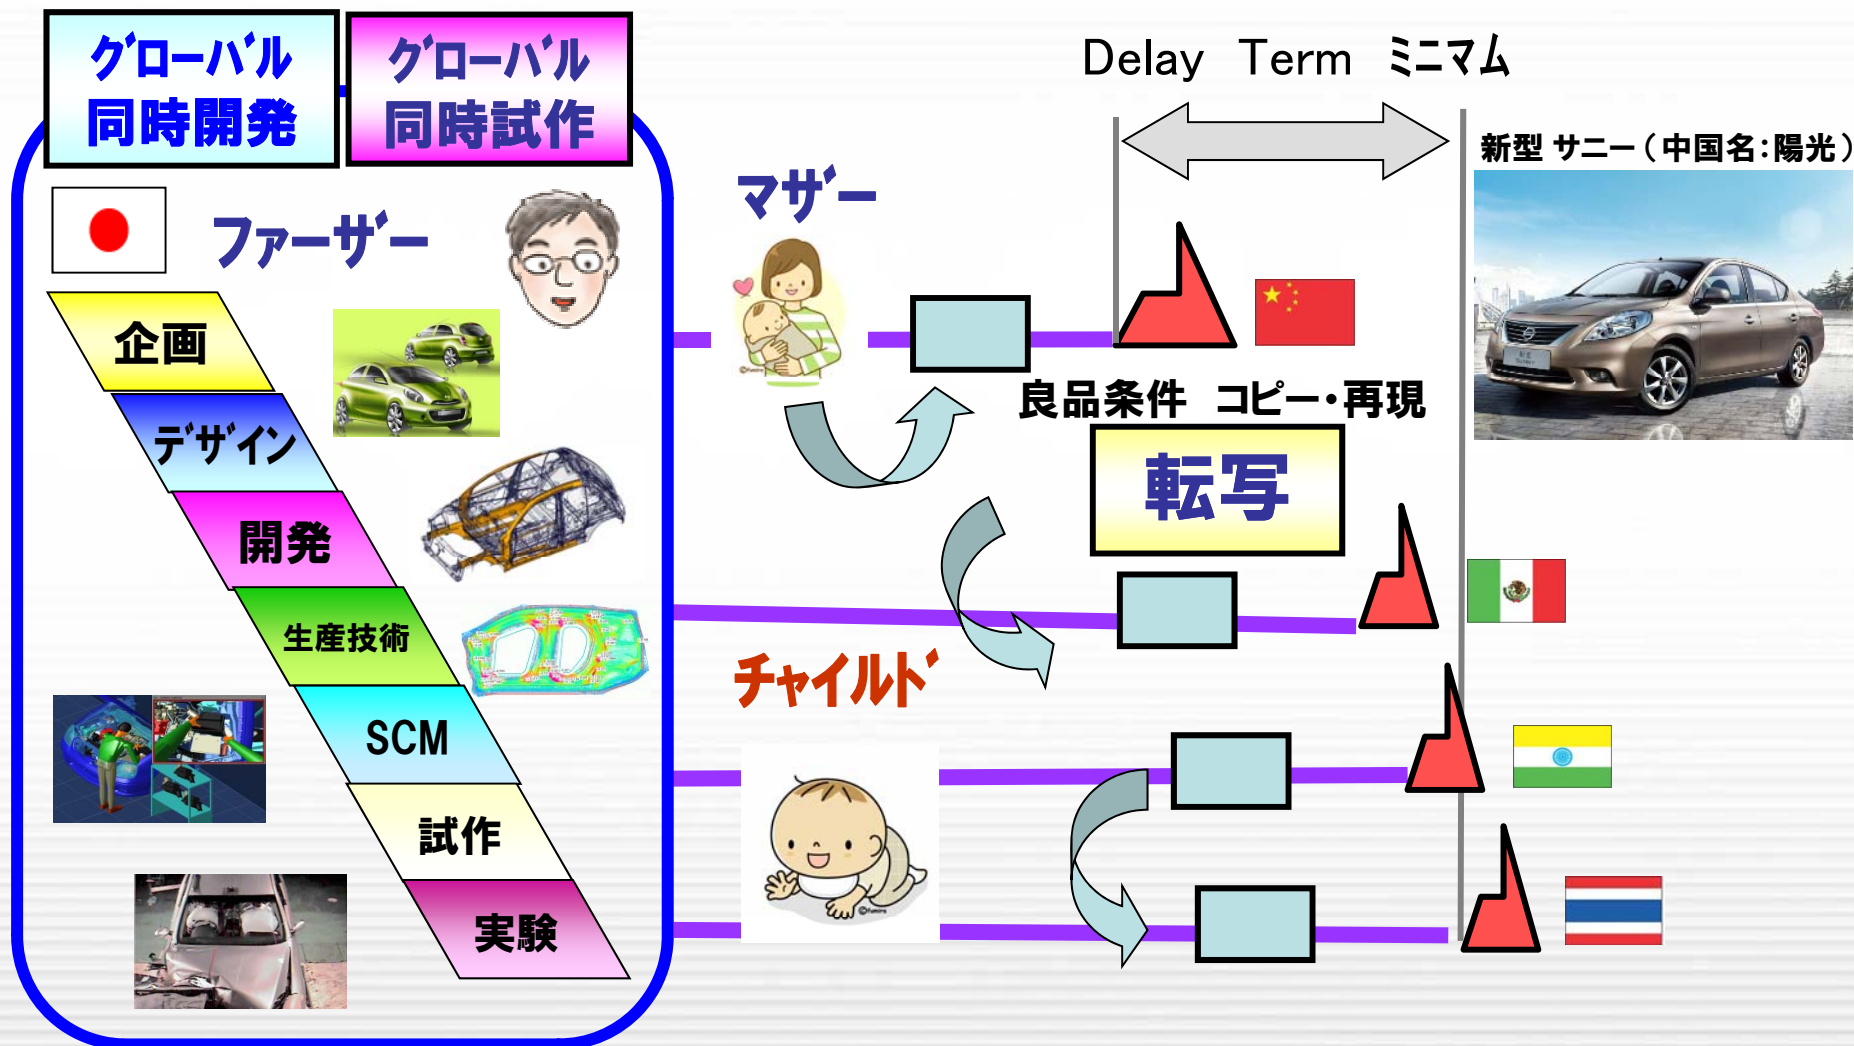 グローバル
同時開発
グローバル
同時試作
Delay Term ミニマム
新型 サニー（中国名：陽光）
ファーザー
マザー
企画
デザイン
開発
生産技術
SCM
試作
実験
良品条件 コピー・再現
転写
チャイルド